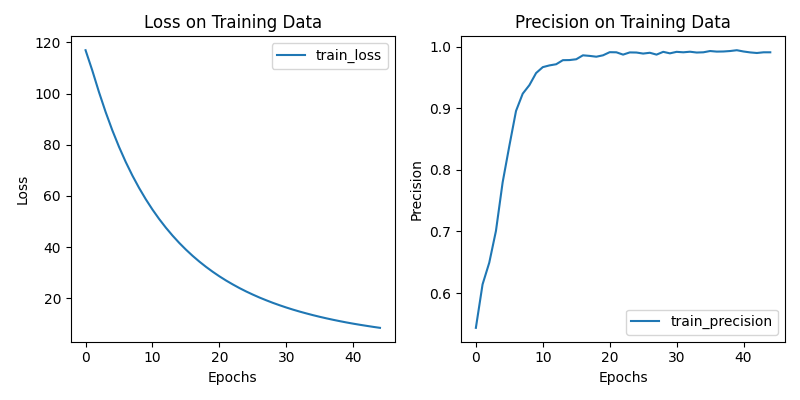 Loss on Training Data
120
100
80
60
40
20
Loss
train_loss
0 10 20 30 40
Epochs
Precision on Training Data
1.0
0.9
0.8
0.7
0.6
Precision
train_precision
0 10 20 30 40
Epochs